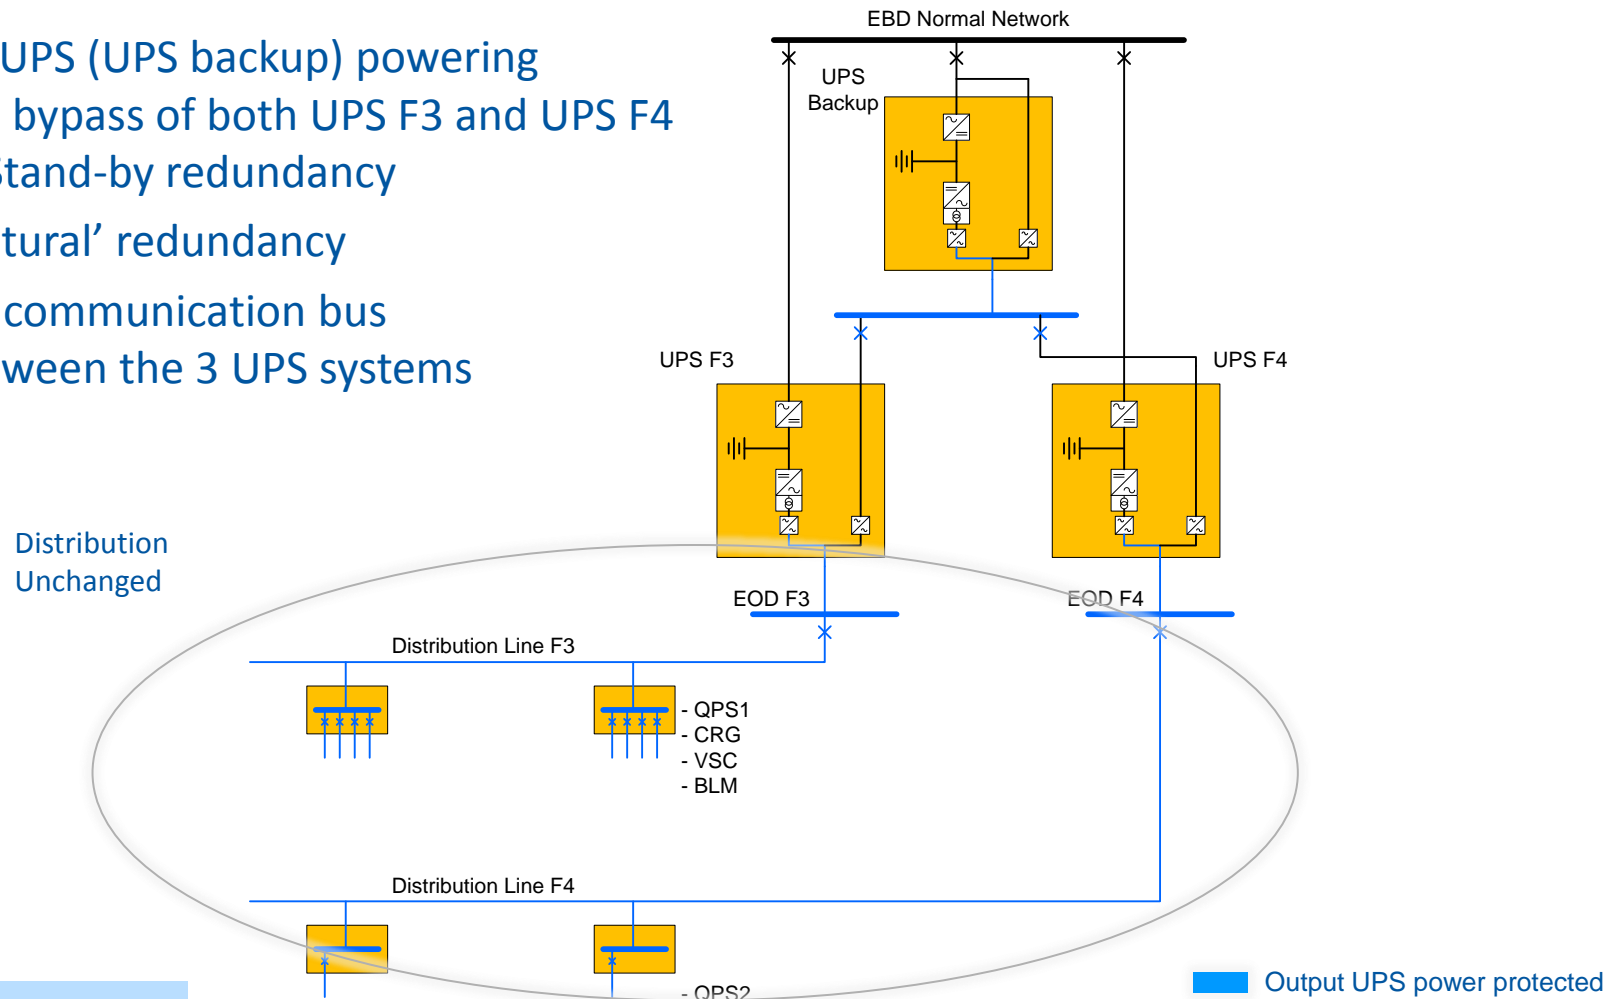 EBD Normal Network
UPS (UPS backup) powering
bypass of both UPS F3 and UPS F4
Stand-by redundancy
tural’ redundancy
communication bus
ween the 3 UPS systems
UPS
Backup
UPS F3
UPS F4
Distribution
Unchanged
EOD F3
EOD F4
Distribution Line F3
- QPS1
- CRG
- VSC
- BLM
Distribution Line F4
- QPS2
Output UPS power protected